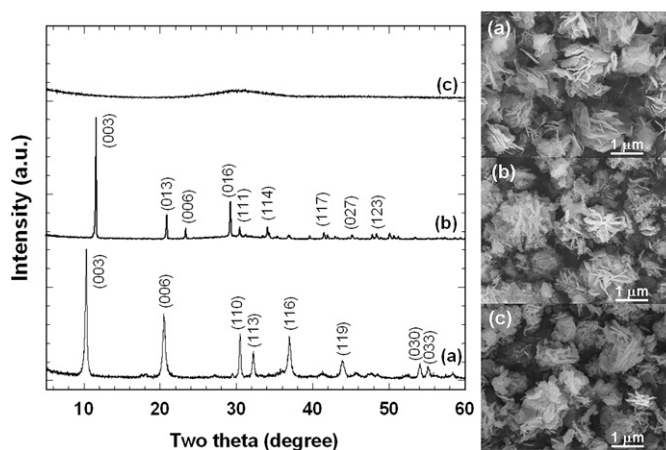 (c)
(003)
(013)
(006)
(016)
(111)
(114)
(117)
(027)
(123)
(b)
(003)
(006)
(110)
(113)
(116)
(119)
(030)
(033)
(a)
Intensity (a.u.)
10 20 30 40 50 60
Two theta (degree)
(a)
1 μm
(b)
1 μm
(c)
1 μm